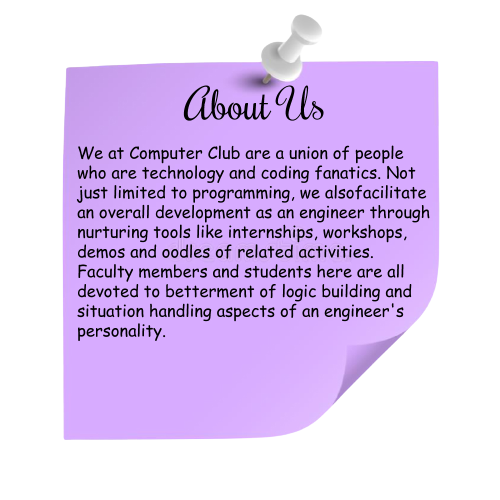 About Us
We at Computer Club are a union of people
who are technology and coding fanatics. Not
just limited to programming, we alsofacilitate
an overall development as an engineer through
nurturing tools like internships, workshops,
demos and oodles of related activities.
Faculty members and students here are all
devoted to betterment of logic building and
situation handling aspects of an engineer's
personality.